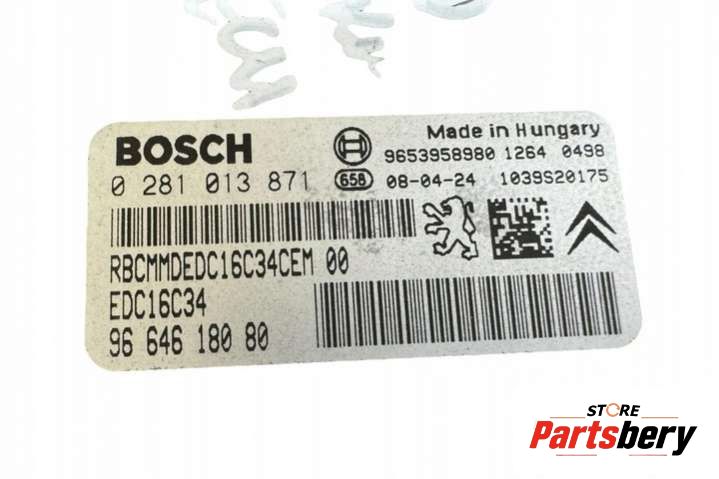 BOSCH
Made in Hungary
9653958980 1264 0498
0 281 013 871
658
08-04-24 1039S20175
RBCMMDEDC16C34CEM 00
EDC16C34
96 646 180 80
STORE
Partsbery